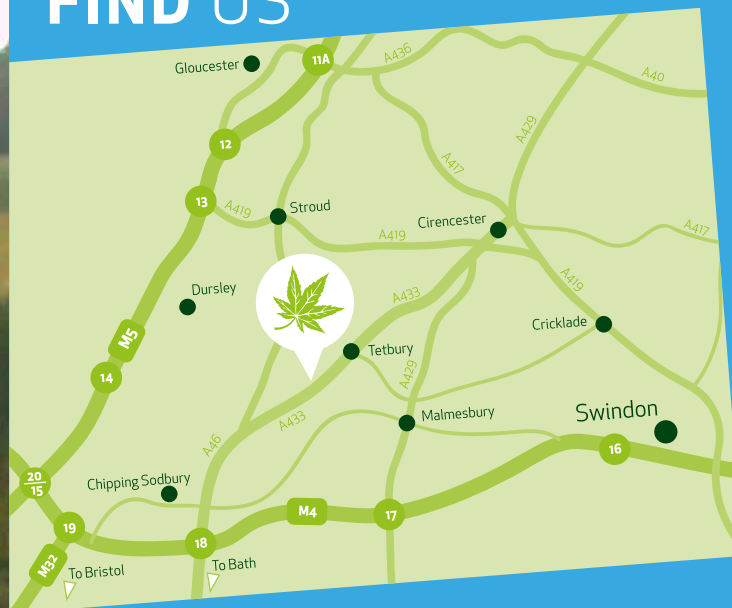 FIND US
Gloucester
11A
A436
A40
12
A429
A417
13
A419
Stroud
Cirencester
A419
A417
Dursley
A433
A419
Cricklade
M5
Tetbury
14
A429
A433
Malmesbury
Swindon
A46
16
20
15
Chipping Sodbury
M4
17
19
18
M32
To Bristol
To Bath